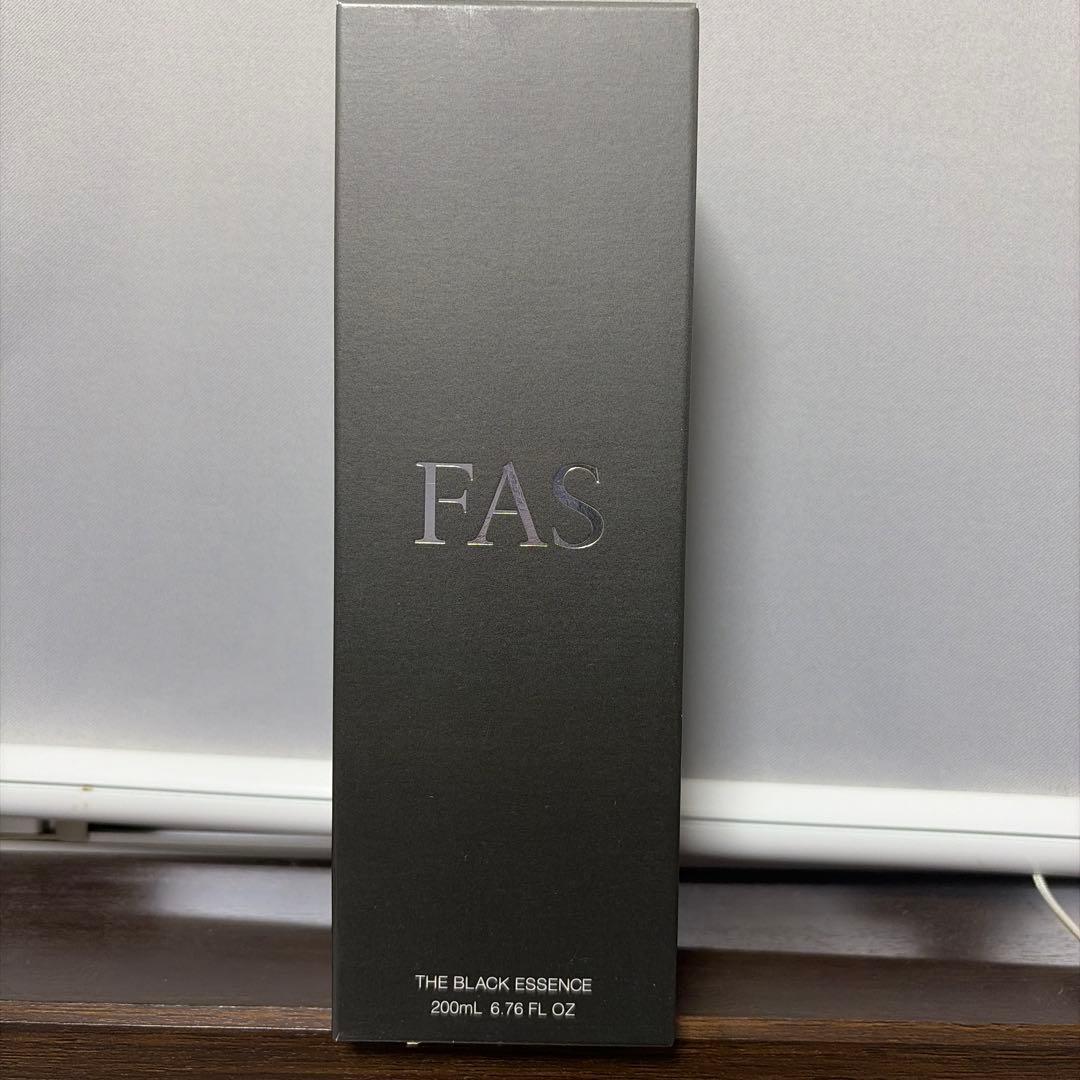 FAS
THE BLACK ESSENCE
200mL 6.76 FL OZ